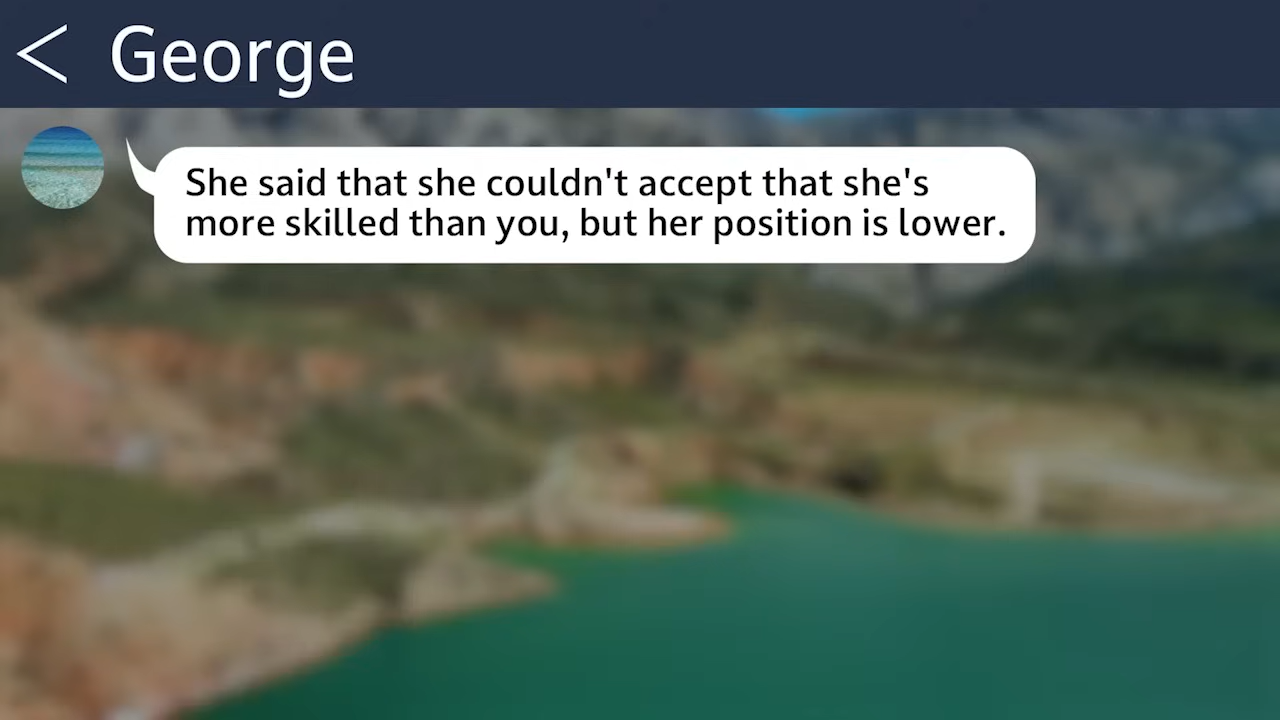 < George
She said that she couldn't accept that she's
more skilled than you, but her position is lower.